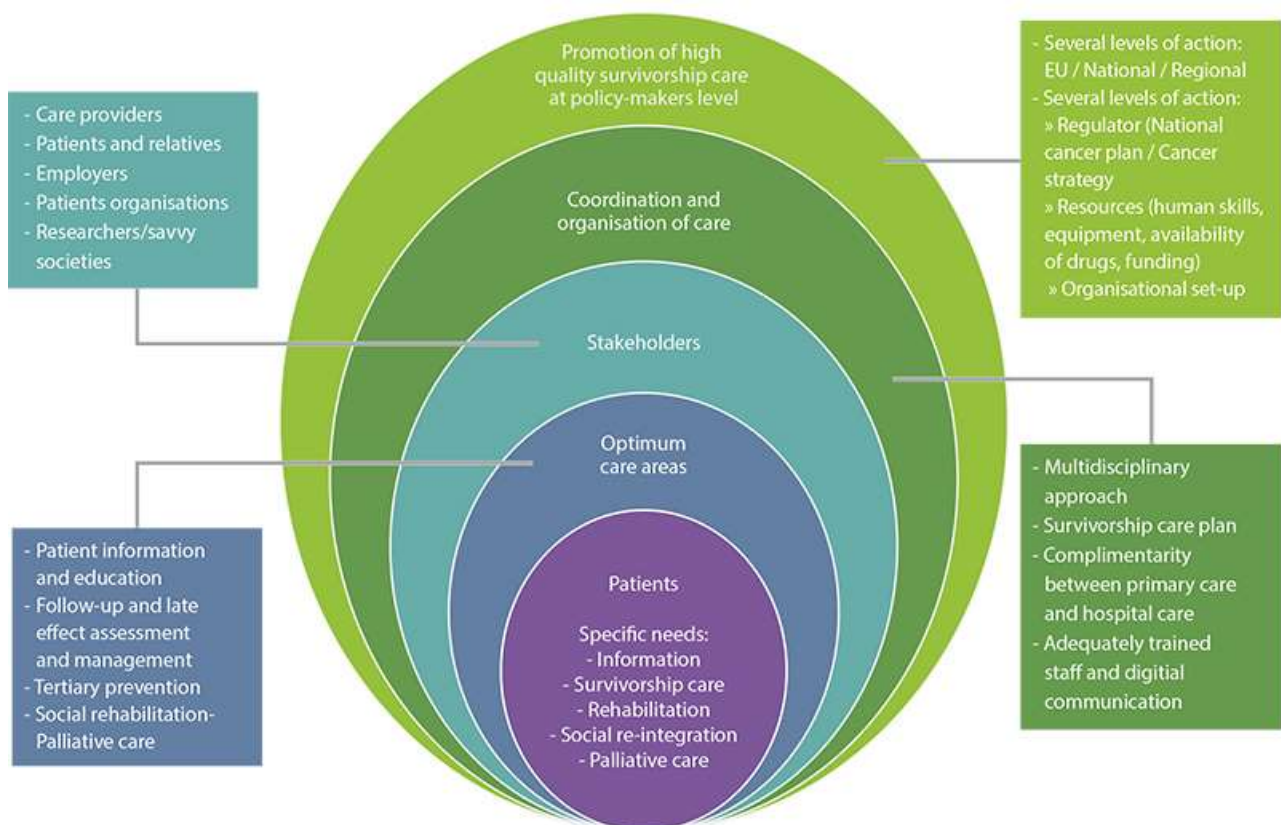 Promotion of high
quality survivorship care
at policy-makers level
Coordination and
organisation of care
Stakeholders
Optimum
care areas
Patients
Specific needs:
- Information
- Survivorship care
- Rehabilitation
- Social re-integration
- Palliative care
- Care providers
- Patients and relatives
- Employers
- Patients organisations
- Researchers/savvy
societies
- Patient information
and education
- Follow-up and late
effect assessment
and management
- Tertiary prevention
- Social rehabilitation-
Palliative care
- Several levels of action:
EU / National / Regional
- Several levels of action:
» Regulator (National
cancer plan / Cancer
strategy
» Resources (human skills,
equipment, availability
of drugs, funding)
» Organisational set-up
- Multidisciplinary
approach
- Survivorship care plan
- Complimentarity
between primary care
and hospital care
- Adequately trained
staff and digitial
communication